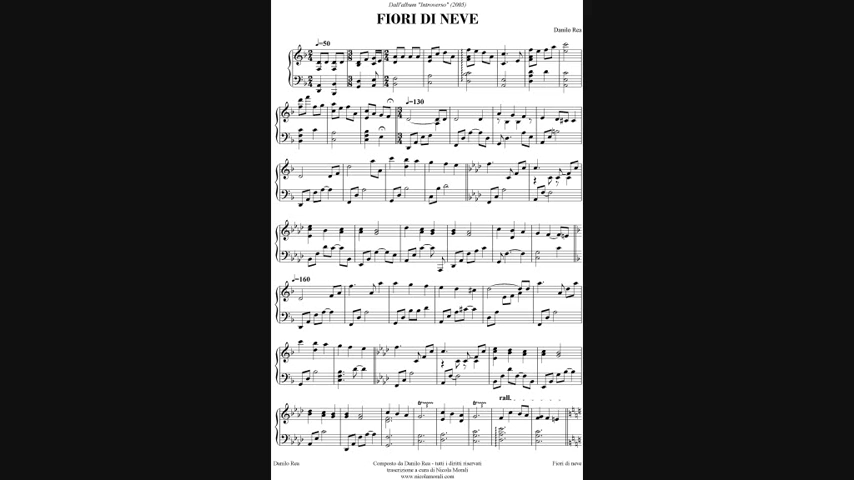 Dall'album "Introverso" (2005)
FIORI DI NEVE
Danilo Rea
♩=50
♩=130
♩=160
rall.
Danilo Rea
Composto da Danilo Rea - tutti i diritti riservati
trascrizione a cura di Nicola Morali
www.nicolamorali.com
Fiori di neve